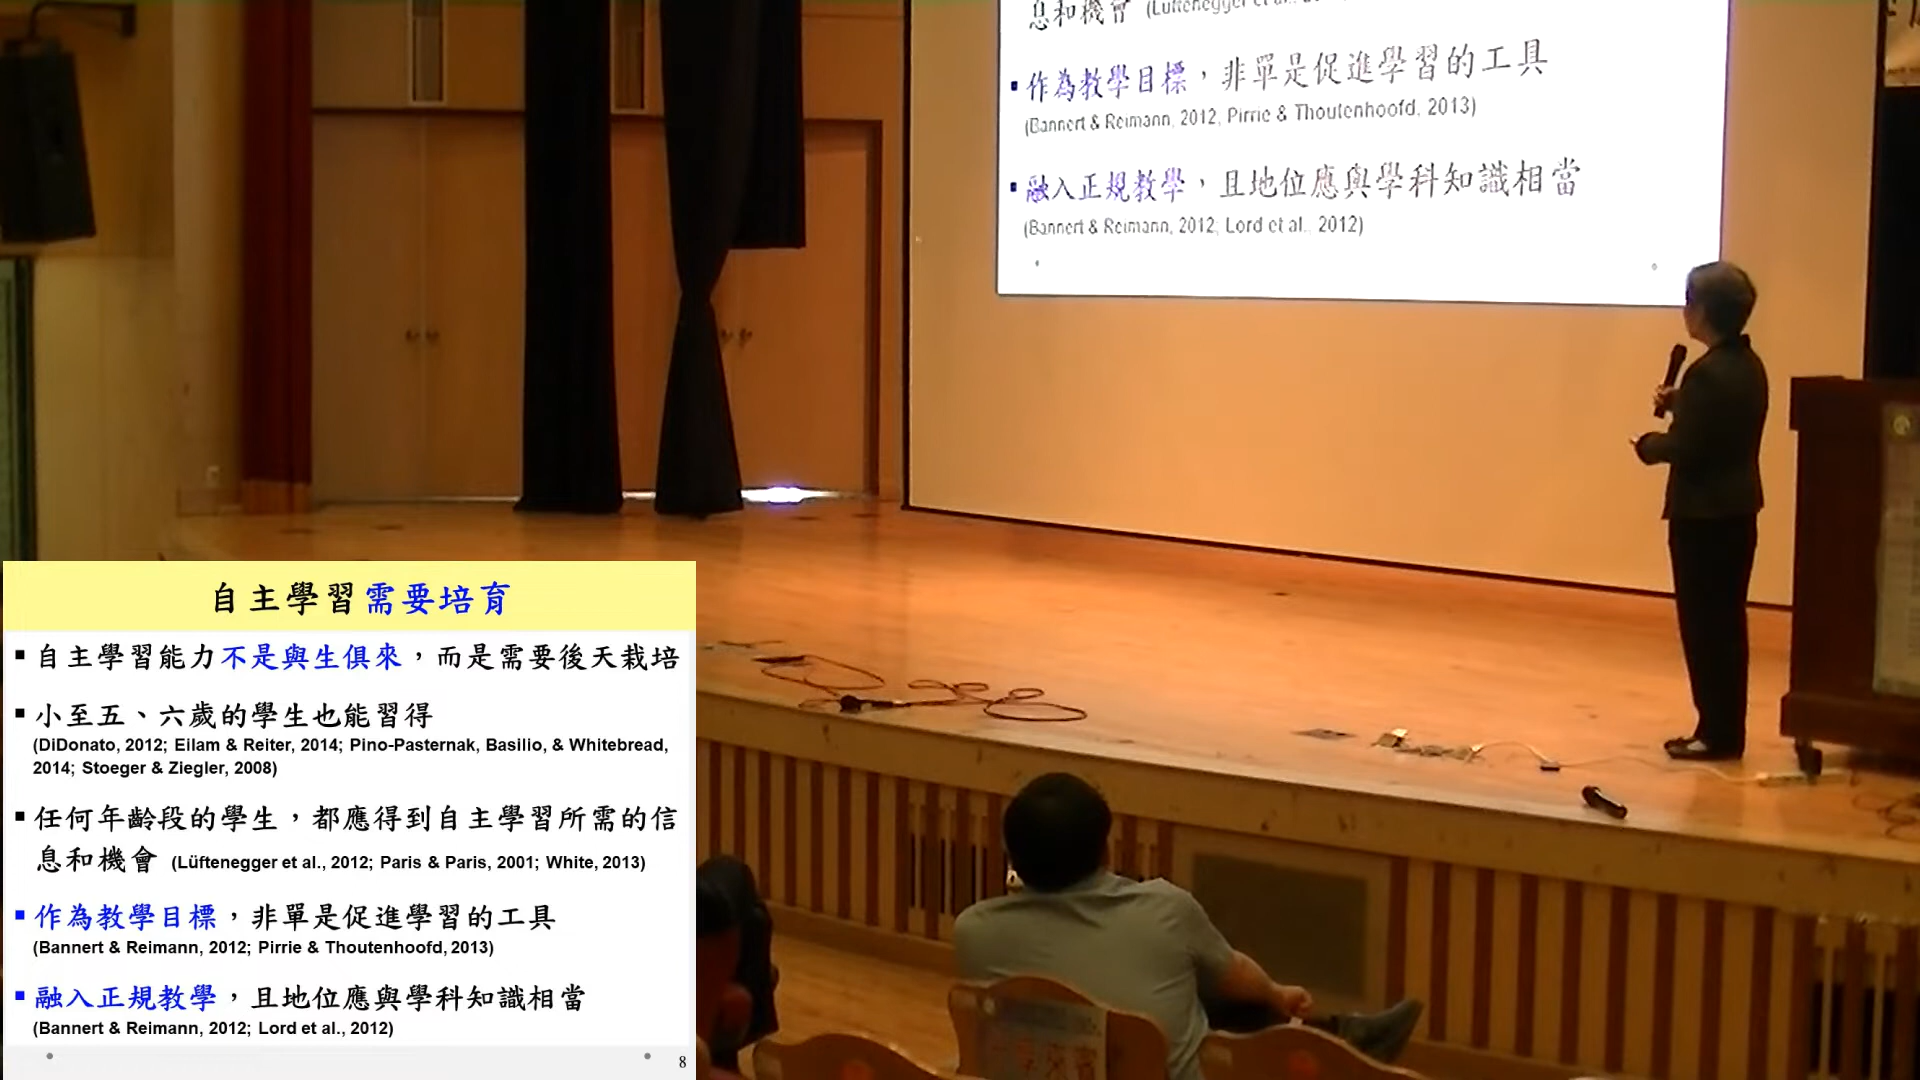 息和機會
作為教學目標，非單是促進學習的工具
(Bannert & Reimann, 2012, Pirrie & Thoutenhoofd, 2013)
融入正規教學，且地位應與學科知識相當
(Bannert & Reimann, 2012; Lord et al., 2012)
自主學習需要培育
▪ 自主學習能力不是與生俱來，而是需要後天栽培
▪ 小至五、六歲的學生也能習得
(DiDonato, 2012; Eilam & Reiter, 2014; Pino-Pasternak, Basilio, & Whitebread,
2014; Stoeger & Ziegler, 2008)
▪ 任何年齡段的學生，都應得到自主學習所需的信
息和機會 (Lüftenegger et al., 2012; Paris & Paris, 2001; White, 2013)
▪ 作為教學目標，非單是促進學習的工具
(Bannert & Reimann, 2012; Pirrie & Thoutenhoofd, 2013)
▪ 融入正規教學，且地位應與學科知識相當
(Bannert & Reimann, 2012; Lord et al., 2012)
8